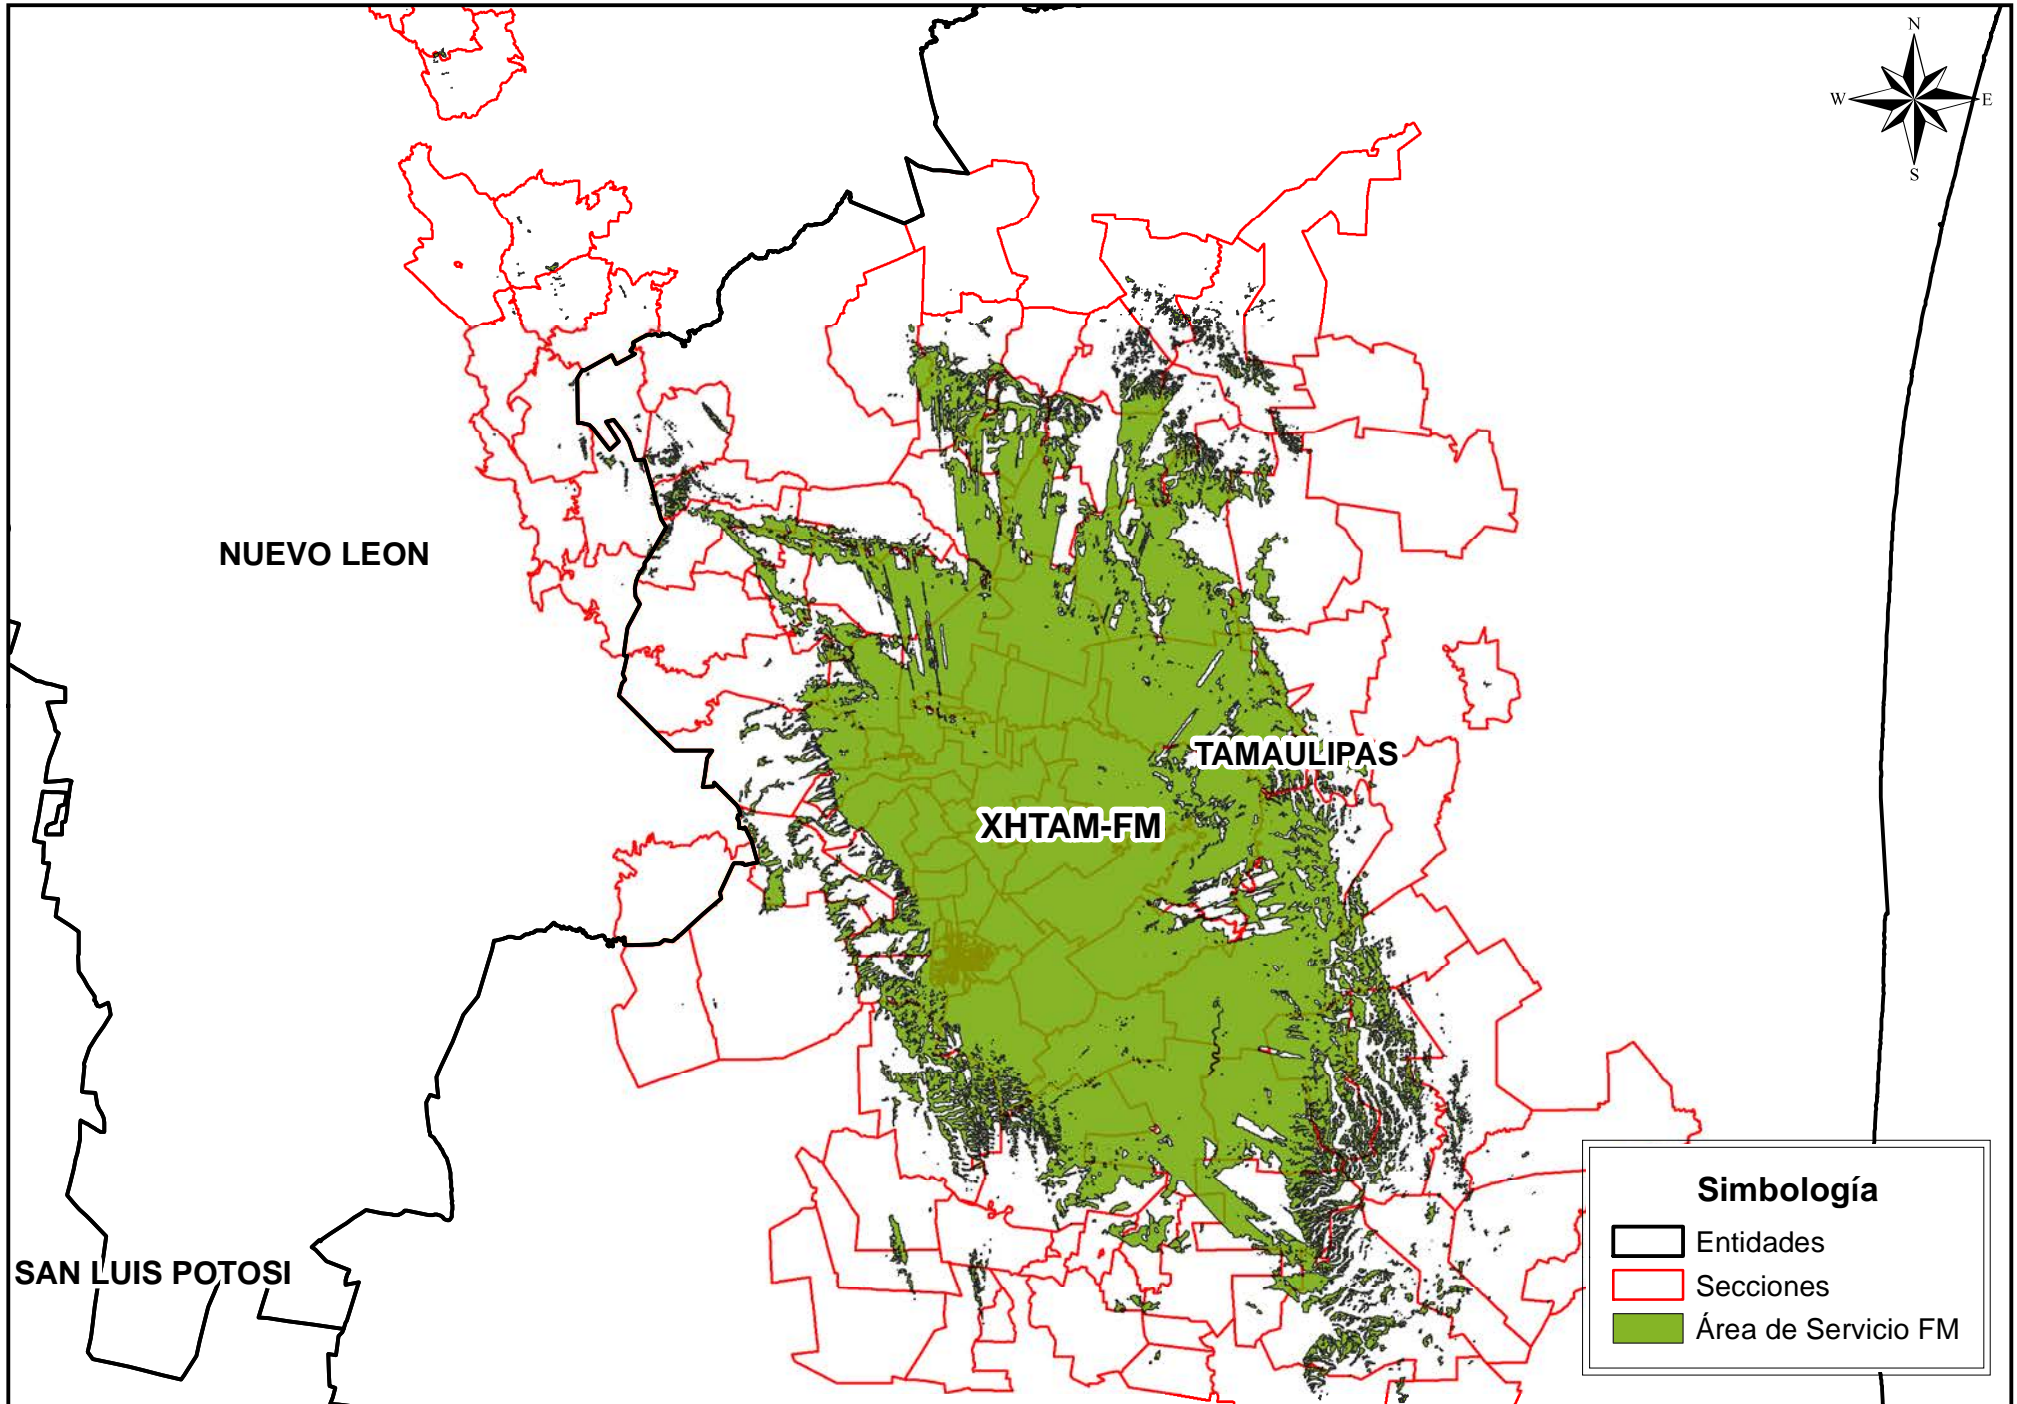 N
W E
S
NUEVO LEON
TAMAULIPAS
XHTAM-FM
SAN LUIS POTOSI
Simbología
Entidades
Secciones
Área de Servicio FM